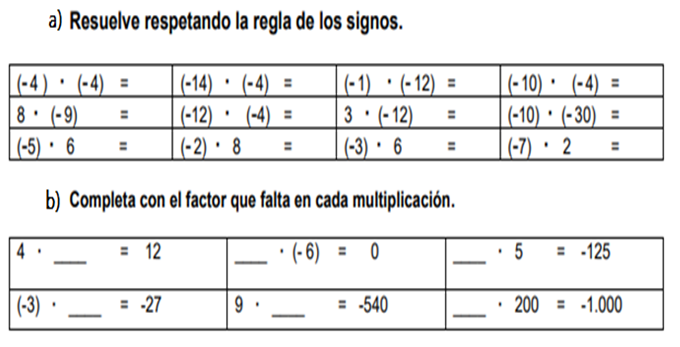 a) Resuelve respetando la regla de los signos.
(-4 ) · (-4) = (-14) · (-4) = (- 1) · (- 12) = (- 10) · (-4) =
8 · (- 9) = (-12) · (-4) = 3 · (- 12) = (-10) · (- 30) =
(-5) · 6 = (- 2) · 8 = (-3) · 6 = (-7) · 2 =
b) Completa con el factor que falta en cada multiplicación.
4 · ____ = 12 ____ · (- 6) = 0 ____ · 5 = -125
(-3) · ____ = -27 9 · ____ = -540 ____ · 200 = -1.000